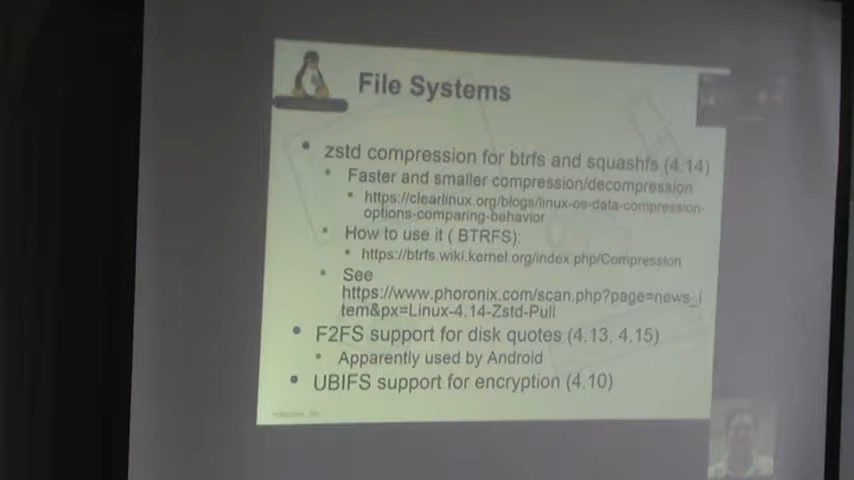 File Systems
zstd compression for btrfs and squashfs (4.14)
Faster and smaller compression/decompression
https://clearlinux.org/blogs/linux-os-data-compression-
options-comparing-behavior
How to use it ( BTRFS):
https://btrfs.wiki.kernel.org/index.php/Compression
See
https://www.phoronix.com/scan.php?page=news_i
tem&px=Linux-4.14-Zstd-Pull
F2FS support for disk quotes (4.13, 4.15)
Apparently used by Android
UBIFS support for encryption (4.10)